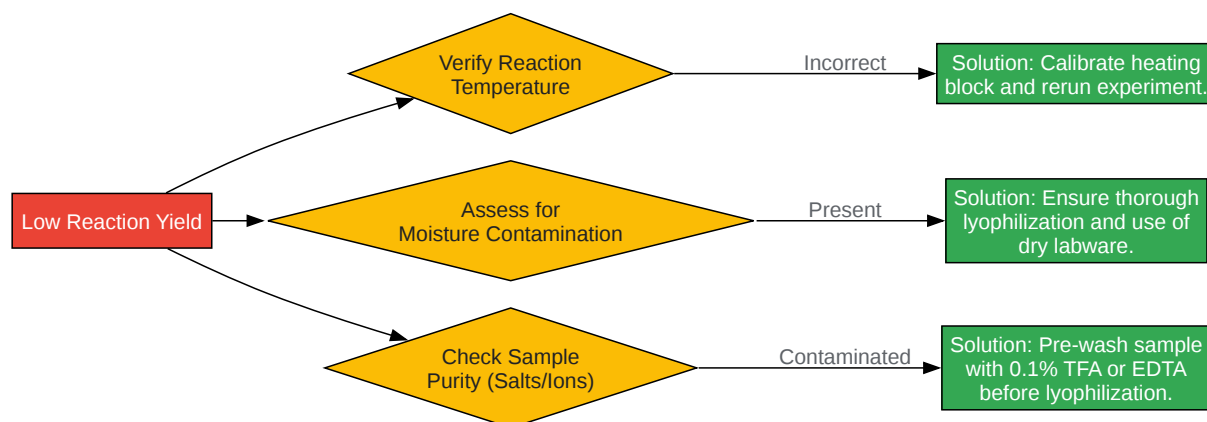 Verify Reaction
Temperature
Incorrect
Solution: Calibrate heating
block and rerun experiment.
Low Reaction Yield
Assess for
Moisture Contamination
Present
Solution: Ensure thorough
lyophilization and use of
dry labware.
Check Sample
Purity (Salts/Ions)
Contaminated
Solution: Pre-wash sample
with 0.1% TFA or EDTA
before lyophilization.